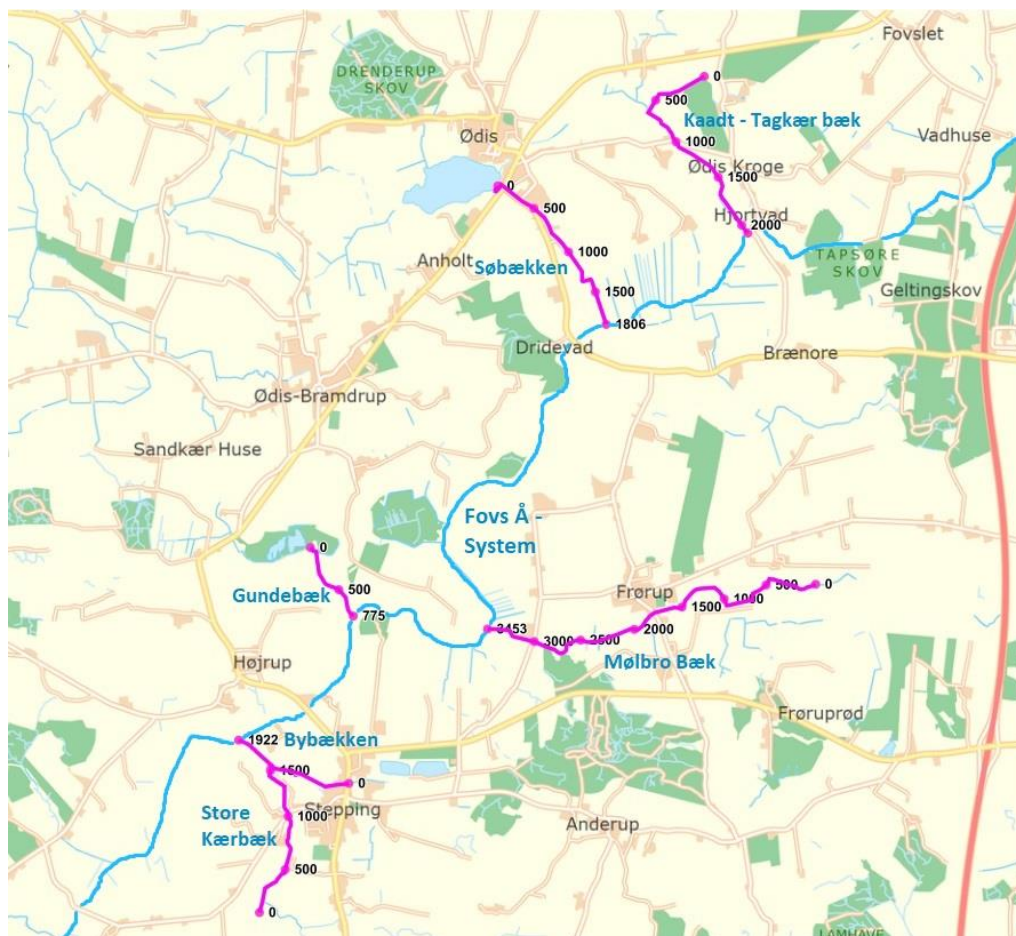 Fovslet
DRENDERUP
SKOV
0
500
Kaadt - Tagkær bæk
Ødis
Vadhuse
1000
Ødis Kroge
1500
0
500
Hjortvad
2000
1000
Anholt
Søbækken
TAPSØRE
SKOV
Geltingskov
1500
1806
Dridevad
Brænore
Ødis-Bramdrup
Sandkær Huse
Fovs Å -
System
0
Gundebæk
500
775
Frørup
500
0
1000
1500
2000
2500
3000
3453
Mølbro Bæk
Højrup
Frøruprød
1922
Bybækken
1500
0
Stepping
Store
Kærbæk
1000
Anderup
500
0
LAMHAVE